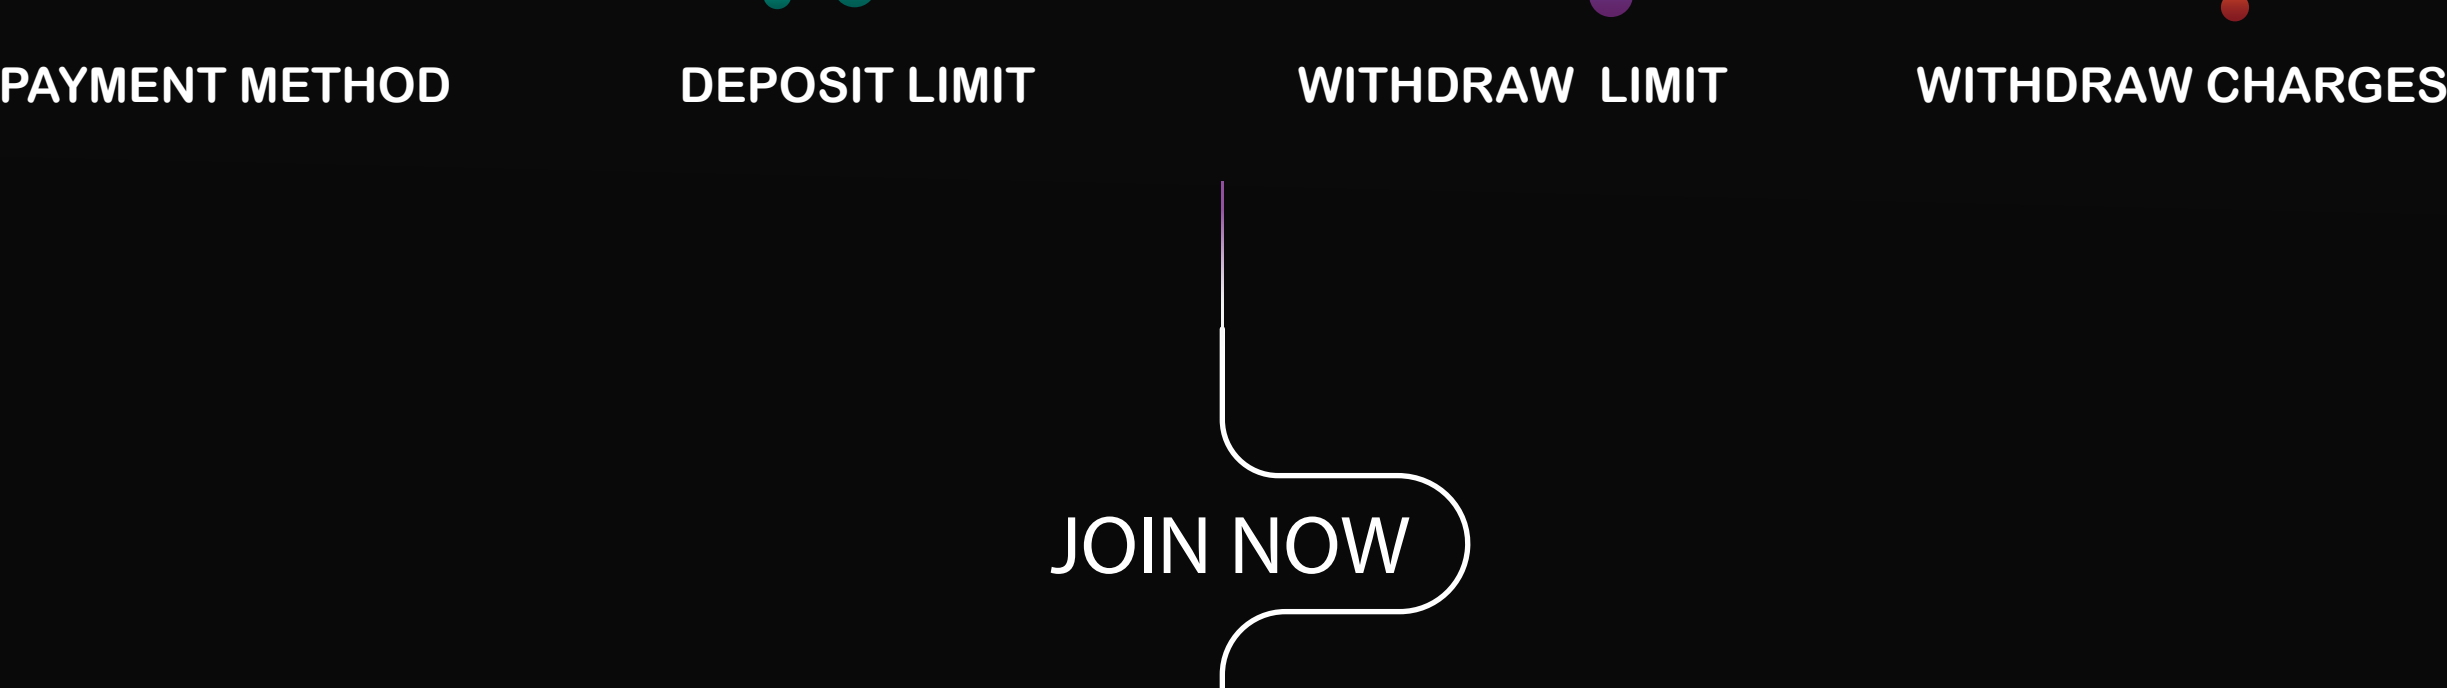 PAYMENT METHOD DEPOSIT LIMIT WITHDRAW LIMIT WITHDRAW CHARGES
JOIN NOW